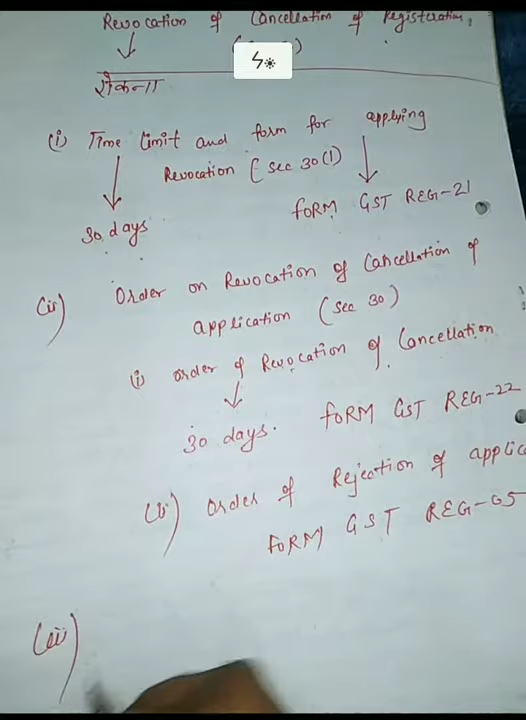 Revocation of Cancellation of Registration,
रोकना
(i) Time limit and form for applying
Revocation (Sec 30(1)
30 days
FORM GST REG-21
(ii) Order on Revocation of Cancellation of
application (Sec 30)
(i) order of Revocation of Cancellation
30 days. FORM GST REG-22
(ii) order of Rejection of applic
FORM GST REG-05
(iii)